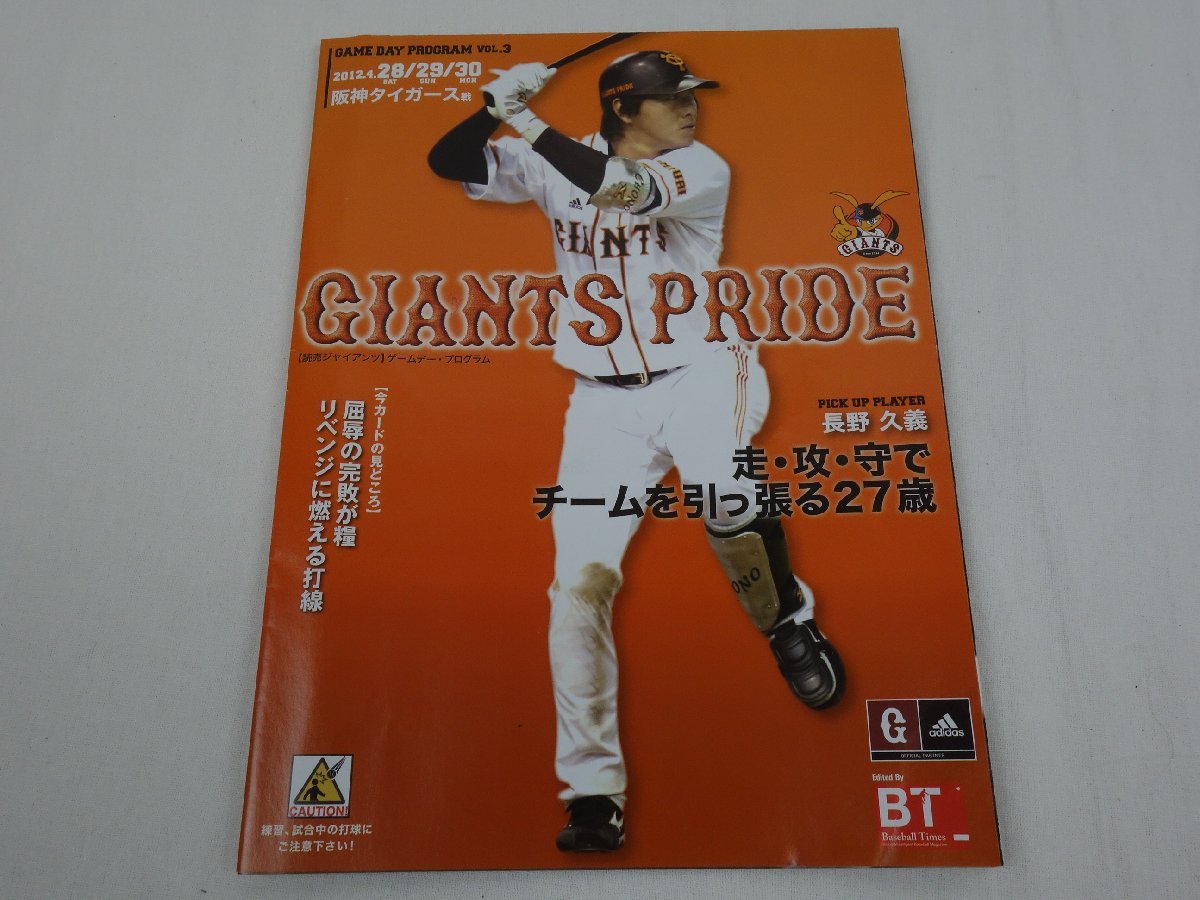 GAME DAY PROGRAM VOL.3
2012.4.28/29/30
SAT SUN MON
阪神タイガース戦
GIANTS PRIDE
GIANTS
adidas
GIANTS
GIANTS PRIDE
【読売ジャイアンツ】ゲームデー・プログラム
PICK UP PLAYER
長野 久義
走・攻・守で
チームを引っ張る27歳
【今カードの見どころ】
屈辱の完敗が糧
リベンジに燃える打線
ONO
G adidas
OFFICIAL PARTNER
Edited By
BT
Baseball Times
CAUTION!
練習、試合中の打球に
ご注意下さい!